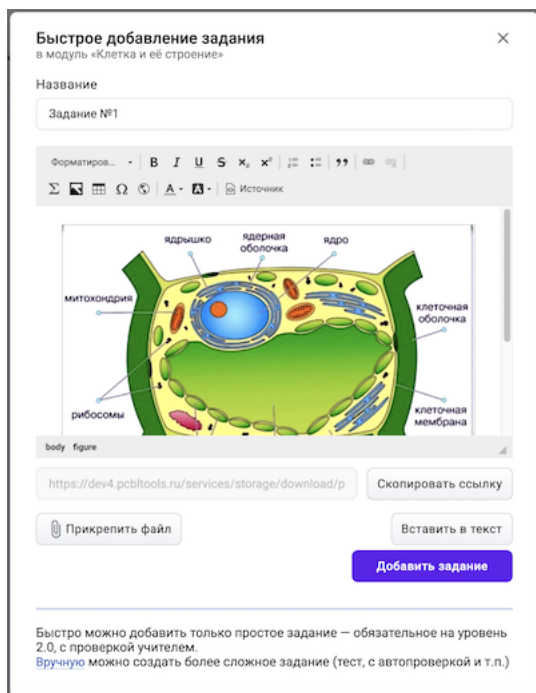 Быстрое добавление задания
в модуль «Клетка и её строение»
Название
Задание №1
Форматиров...
B I U S x₂ x²
Σ Ω A A Источник
ядрышко
ядерная
оболочка
ядро
митохондрия
клеточная
оболочка
рибосомы
клеточная
мембрана
body figure
https://dev4.pcbltools.ru/services/storage/download/p
Скопировать ссылку
Прикрепить файл
Вставить в текст
Добавить задание
Быстро можно добавить только простое задание — обязательное на уровень
2.0, с проверкой учителем.
Вручную можно создать более сложное задание (тест, с автопроверкой и т.п.)